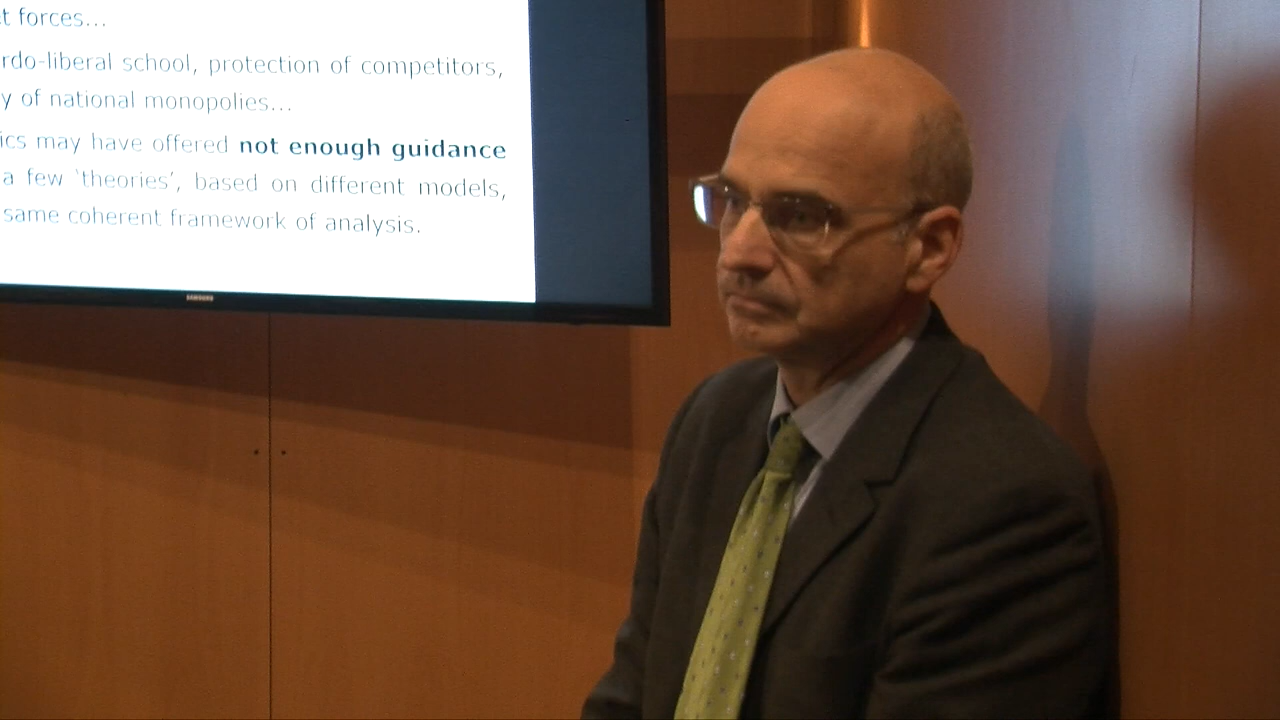 t forces...
rdo-liberal school, protection of competitors,
y of national monopolies...
ics may have offered not enough guidance
a few ‘theories’, based on different models,
same coherent framework of analysis.
SAMSUNG